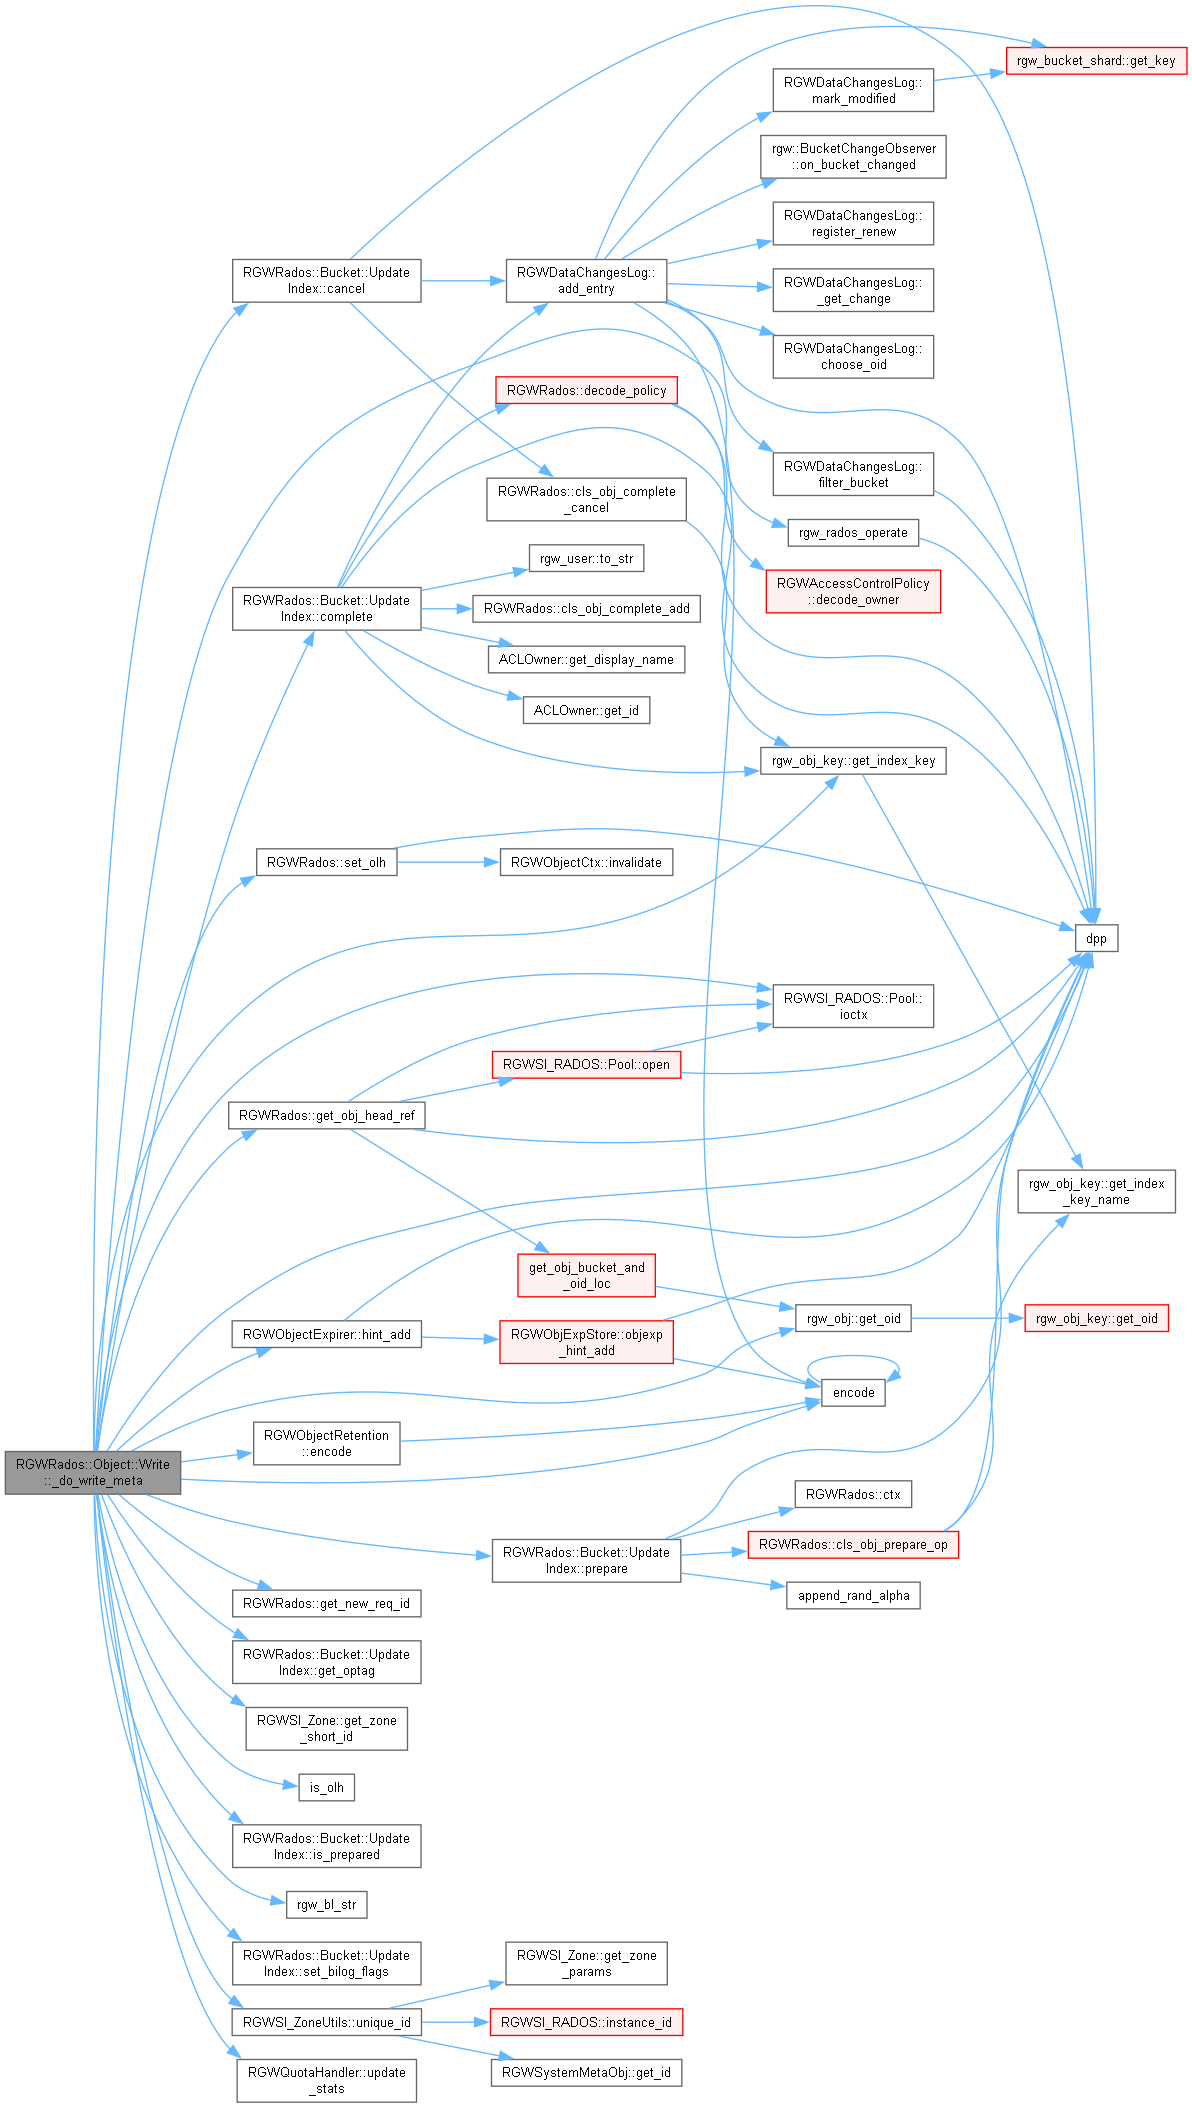 rgw_bucket_shard::get_key
RGWDataChangesLog::
mark_modified
rgw::BucketChangeObserver
::on_bucket_changed
RGWDataChangesLog::
register_renew
RGWRados::Bucket::Update
Index::cancel
RGWDataChangesLog::
add_entry
RGWDataChangesLog::
_get_change
RGWDataChangesLog::
choose_oid
RGWRados::decode_policy
RGWDataChangesLog::
filter_bucket
RGWRados::cls_obj_complete
_cancel
rgw_rados_operate
rgw_user::to_str
RGWAccessControlPolicy
::decode_owner
RGWRados::Bucket::Update
Index::complete
RGWRados::cls_obj_complete_add
ACLOwner::get_display_name
ACLOwner::get_id
rgw_obj_key::get_index_key
RGWRados::set_olh
RGWObjectCtx::invalidate
dpp
RGWSI_RADOS::Pool::
ioctx
RGWSI_RADOS::Pool::open
RGWRados::get_obj_head_ref
rgw_obj_key::get_index
_key_name
get_obj_bucket_and
_oid_loc
rgw_obj::get_oid
rgw_obj_key::get_oid
RGWObjectExpirer::hint_add
RGWObjExpStore::objexp
_hint_add
encode
RGWObjectRetention
::encode
RGWRados::Object::Write
::_do_write_meta
RGWRados::ctx
RGWRados::cls_obj_prepare_op
RGWRados::Bucket::Update
Index::prepare
append_rand_alpha
RGWRados::get_new_req_id
RGWRados::Bucket::Update
Index::get_optag
RGWSI_Zone::get_zone
_short_id
is_olh
RGWRados::Bucket::Update
Index::is_prepared
rgw_bl_str
RGWRados::Bucket::Update
Index::set_bilog_flags
RGWSI_Zone::get_zone
_params
RGWSI_ZoneUtils::unique_id
RGWSI_RADOS::instance_id
RGWSystemMetaObj::get_id
RGWQuotaHandler::update
_stats